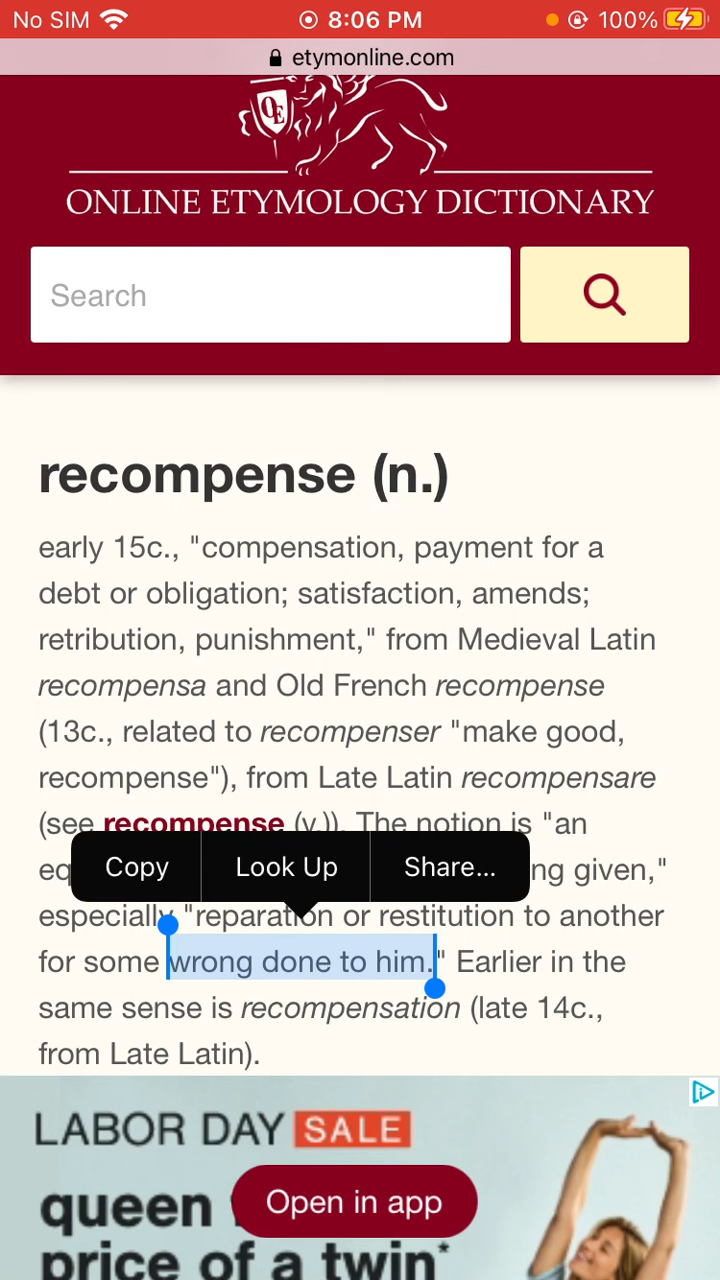 No SIM 8:06 PM 100%
etymonline.com
OE
ONLINE ETYMOLOGY DICTIONARY
Search
recompense (n.)
early 15c., "compensation, payment for a
debt or obligation; satisfaction, amends;
retribution, punishment," from Medieval Latin
recompensa and Old French recompense
(13c., related to recompenser "make good,
recompense"), from Late Latin recompensare
(see recompense (v.)). The notion is "an
Copy Look Up Share...
given,"
especially "reparation or restitution to another
for some wrong done to him." Earlier in the
same sense is recompensation (late 14c.,
from Late Latin).
LABOR DAY SALE
queen
Open in app
price of a twin*